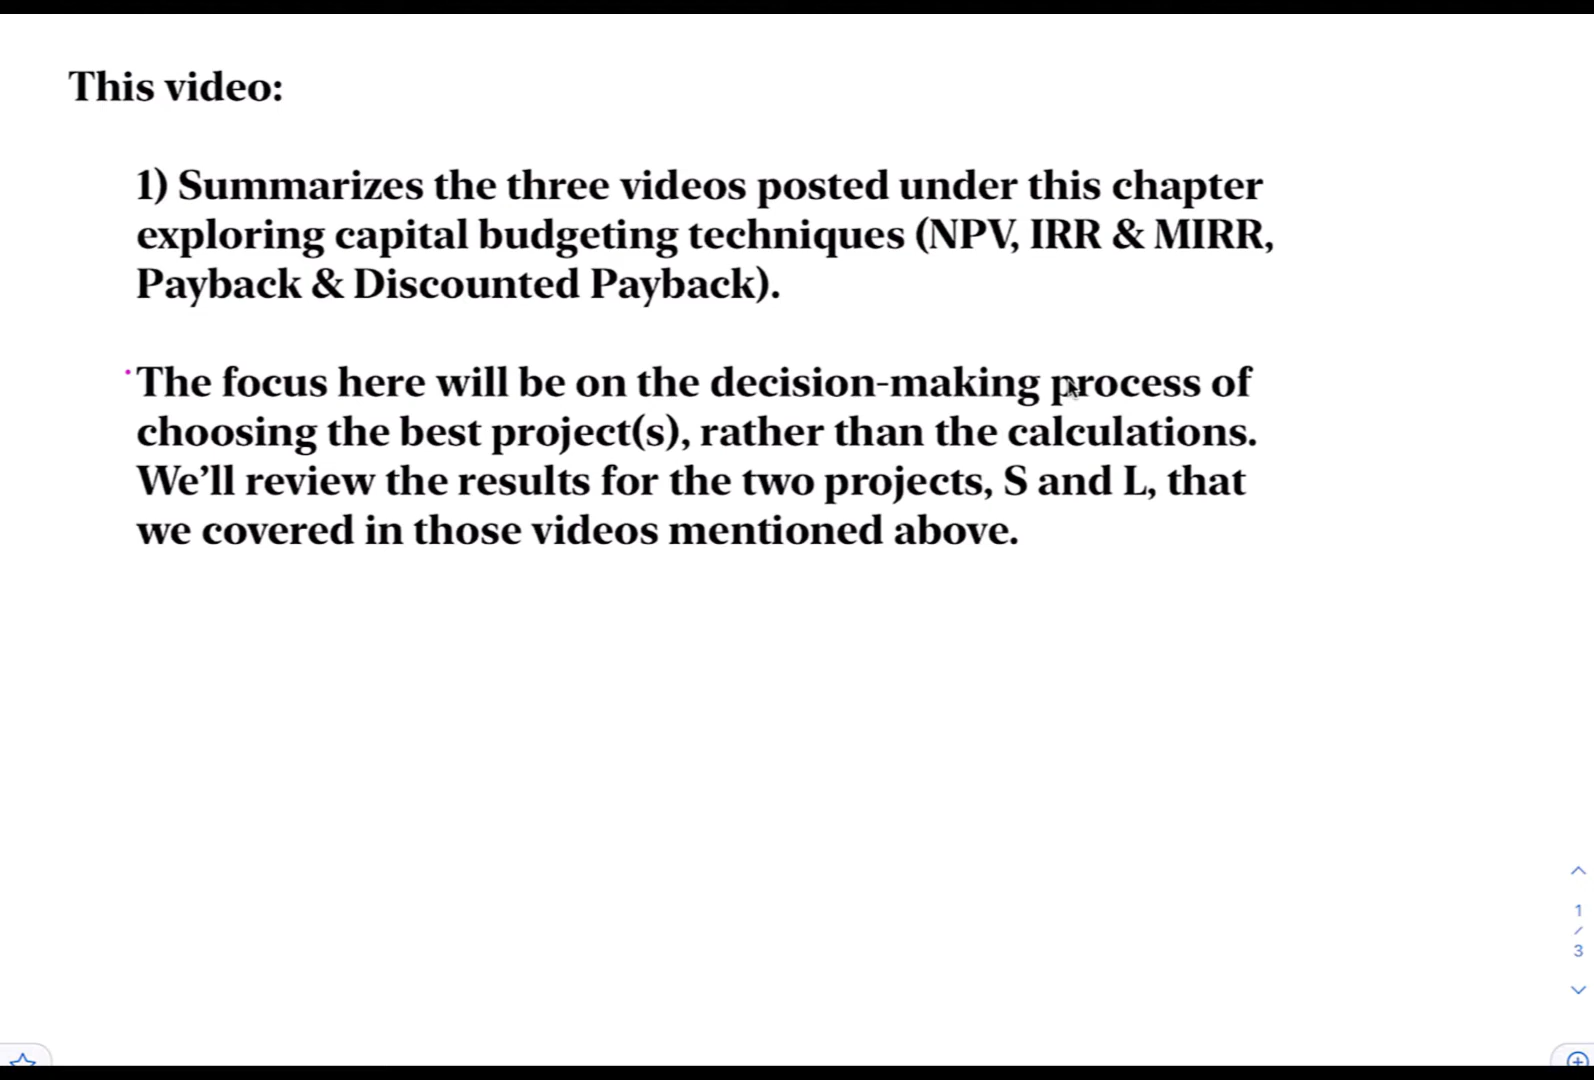 This video:
1) Summarizes the three videos posted under this chapter
exploring capital budgeting techniques (NPV, IRR & MIRR,
Payback & Discounted Payback).
The focus here will be on the decision-making process of
choosing the best project(s), rather than the calculations.
We’ll review the results for the two projects, S and L, that
we covered in those videos mentioned above.
1
/
3